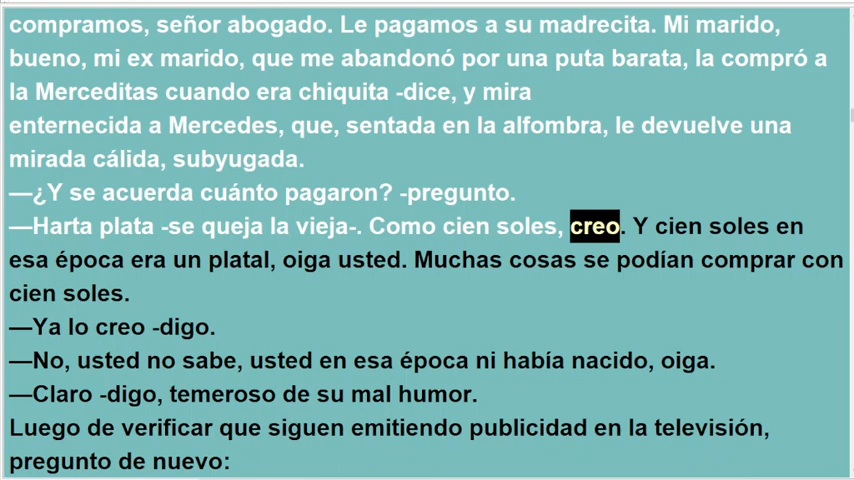 compramos, señor abogado. Le pagamos a su madrecita. Mi marido,
bueno, mi ex marido, que me abandonó por una puta barata, la compró a
la Merceditas cuando era chiquita -dice, y mira
enternecida a Mercedes, que, sentada en la alfombra, le devuelve una
mirada cálida, subyugada.
—¿Y se acuerda cuánto pagaron? -pregunto.
—Harta plata -se queja la vieja-. Como cien soles, creo. Y cien soles en
esa época era un platal, oiga usted. Muchas cosas se podían comprar con
cien soles.
—Ya lo creo -digo.
—No, usted no sabe, usted en esa época ni había nacido, oiga.
—Claro -digo, temeroso de su mal humor.
Luego de verificar que siguen emitiendo publicidad en la televisión,
pregunto de nuevo: